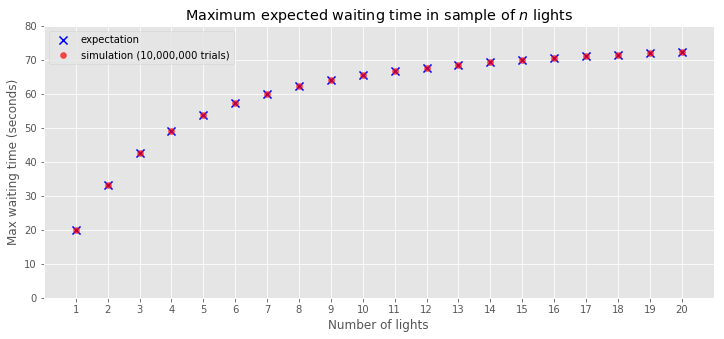 Maximum expected waiting time in sample of n lights
expectation
simulation (10,000,000 trials)
Max waiting time (seconds)
80
70
60
50
40
30
20
10
0
1 2 3 4 5 6 7 8 9 10 11 12 13 14 15 16 17 18 19 20
Number of lights